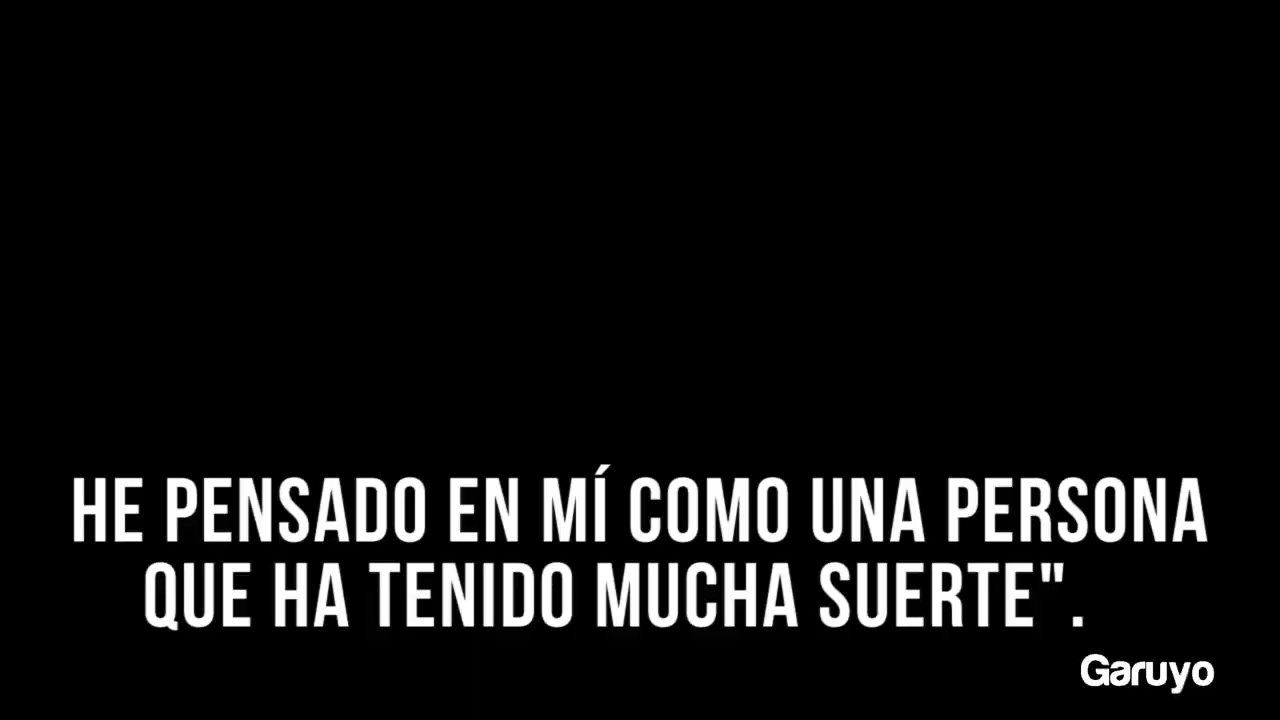 HE PENSADO EN MÍ COMO UNA PERSONA
QUE HA TENIDO MUCHA SUERTE".
Garuyo